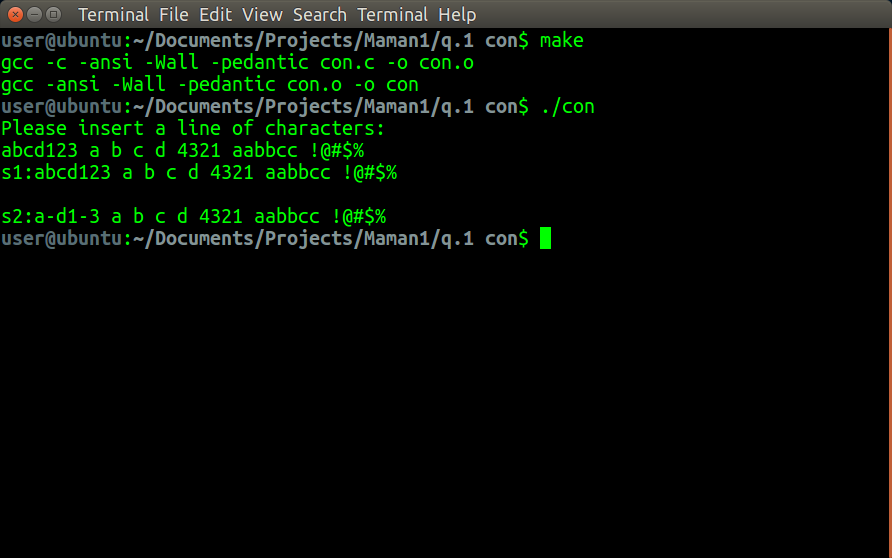 Terminal File Edit View Search Terminal Help
user@ubuntu:~/Documents/Projects/Maman1/q.1 con$ make
gcc -c -ansi -Wall -pedantic con.c -o con.o
gcc -ansi -Wall -pedantic con.o -o con
user@ubuntu:~/Documents/Projects/Maman1/q.1 con$ ./con
Please insert a line of characters:
abcd123 a b c d 4321 aabbcc !@#$%
s1:abcd123 a b c d 4321 aabbcc !@#$%

s2:a-d1-3 a b c d 4321 aabbcc !@#$%
user@ubuntu:~/Documents/Projects/Maman1/q.1 con$